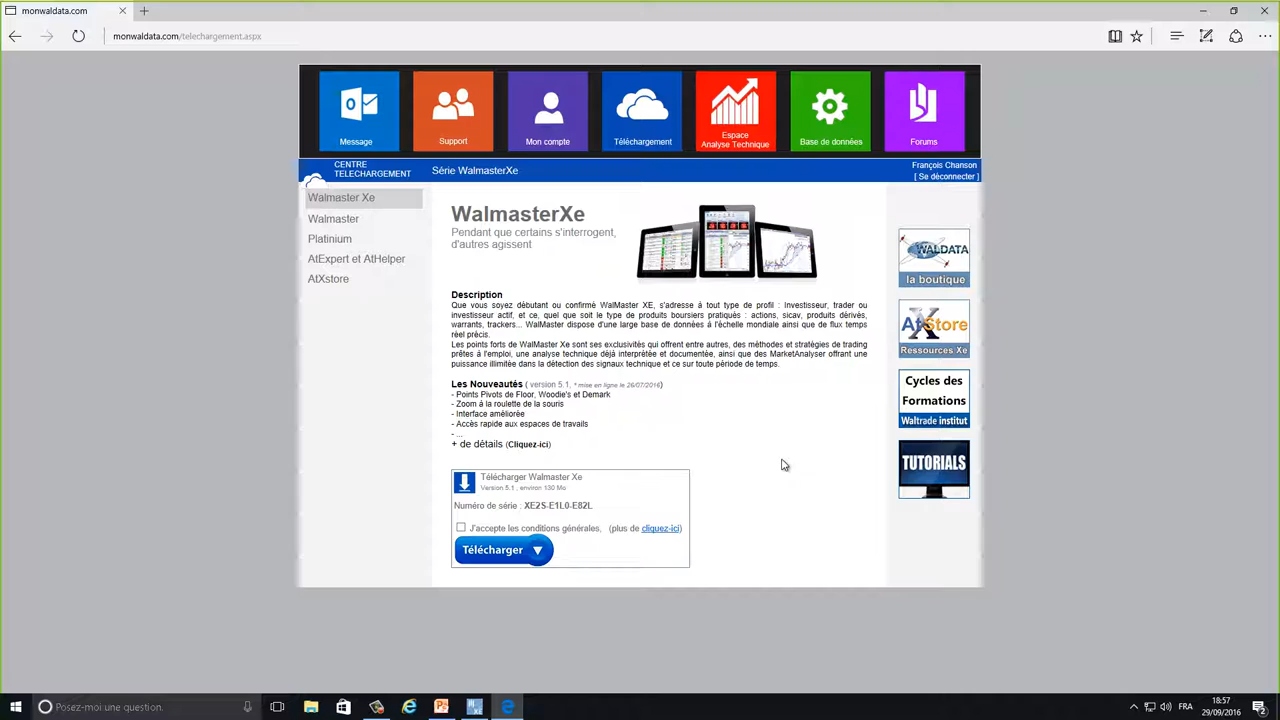 monwaldata.com
monwaldata.com/telechargement.aspx
Message
Support
Mon compte
Téléchargement
Espace
Analyse Technique
Base de données
Forums
CENTRE
TELECHARGEMENT
Série WalmasterXe
François Chanson
[ Se déconnecter ]
Walmaster Xe
Walmaster
Platinium
AtExpert et AtHelper
AtXstore
WalmasterXe
Pendant que certains s'interrogent,
d'autres agissent
Description
Que vous soyez débutant ou confirmé WalMaster XE, s'adresse à tout type de profil : Investisseur, trader ou
investisseur actif, et ce, quel que soit le type de produits boursiers pratiqués : actions, sicav, produits dérivés,
warrants, trackers... WalMaster dispose d'une large base de données à l'échelle mondiale ainsi que de flux temps
réel précis.
Les points forts de WalMaster Xe sont ses exclusivités qui offrent entre autres, des méthodes et stratégies de trading
prêtes à l'emploi, une analyse technique déjà interprétée et documentée, ainsi que des MarketAnalyser offrant une
puissance illimitée dans la détection des signaux technique et ce sur toute période de temps.
Les Nouveautés ( version 5.1, * mise en ligne le 26/07/2016)
- Points Pivots de Floor, Woodie's et Demark
- Zoom à la roulette de la souris
- Interface améliorée
- Accès rapide aux espaces de travails
- ...
+ de détails (Cliquez-ici)
Télécharger Walmaster Xe
Version 5.1 , environ 130 Mo
Numéro de série : XE2S-E1L0-E82L
J'accepte les conditions générales, (plus de cliquez-ici)
Télécharger
WALDATA
la boutique
AtXStore
Ressources Xe
Cycles des
Formations
Waltrade institut
TUTORIALS
Posez-moi une question.
FRA
18:57
29/09/2016
2